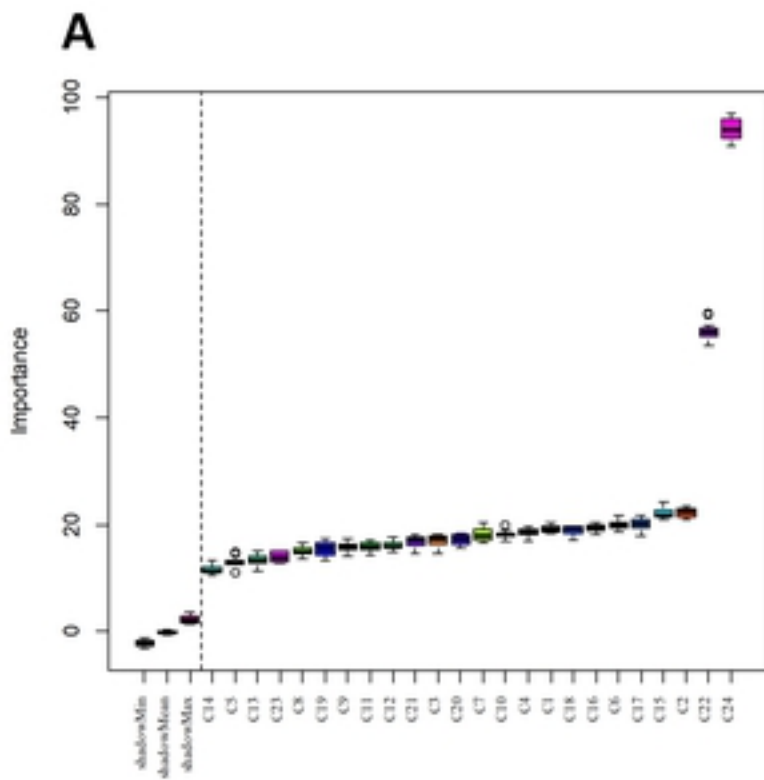 A
Importance
100
80
60
40
20
0
shadowMin
shadowMean
shadowMax
C14
C5
C13
C23
C8
C19
C9
C11
C12
C21
C3
C20
C7
C10
C4
C1
C18
C16
C6
C17
C15
C2
C22
C24